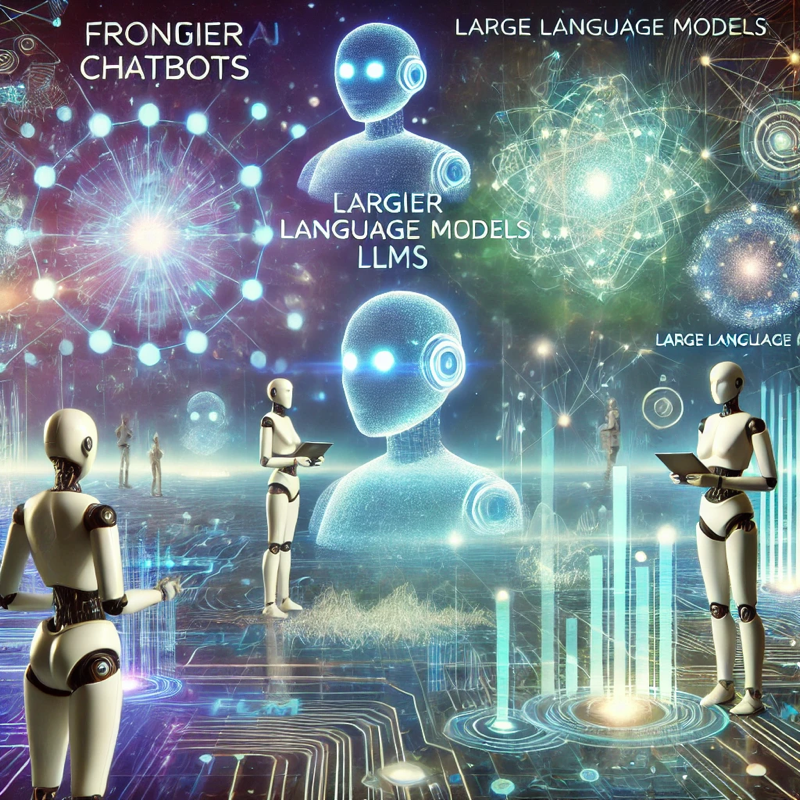 FRONGIER AI
CHATBOTS
LARGE LANGUAGE MODELS
LARGIER
LANGUAGE MODELS
LLMS
LARGE LANGUAGE